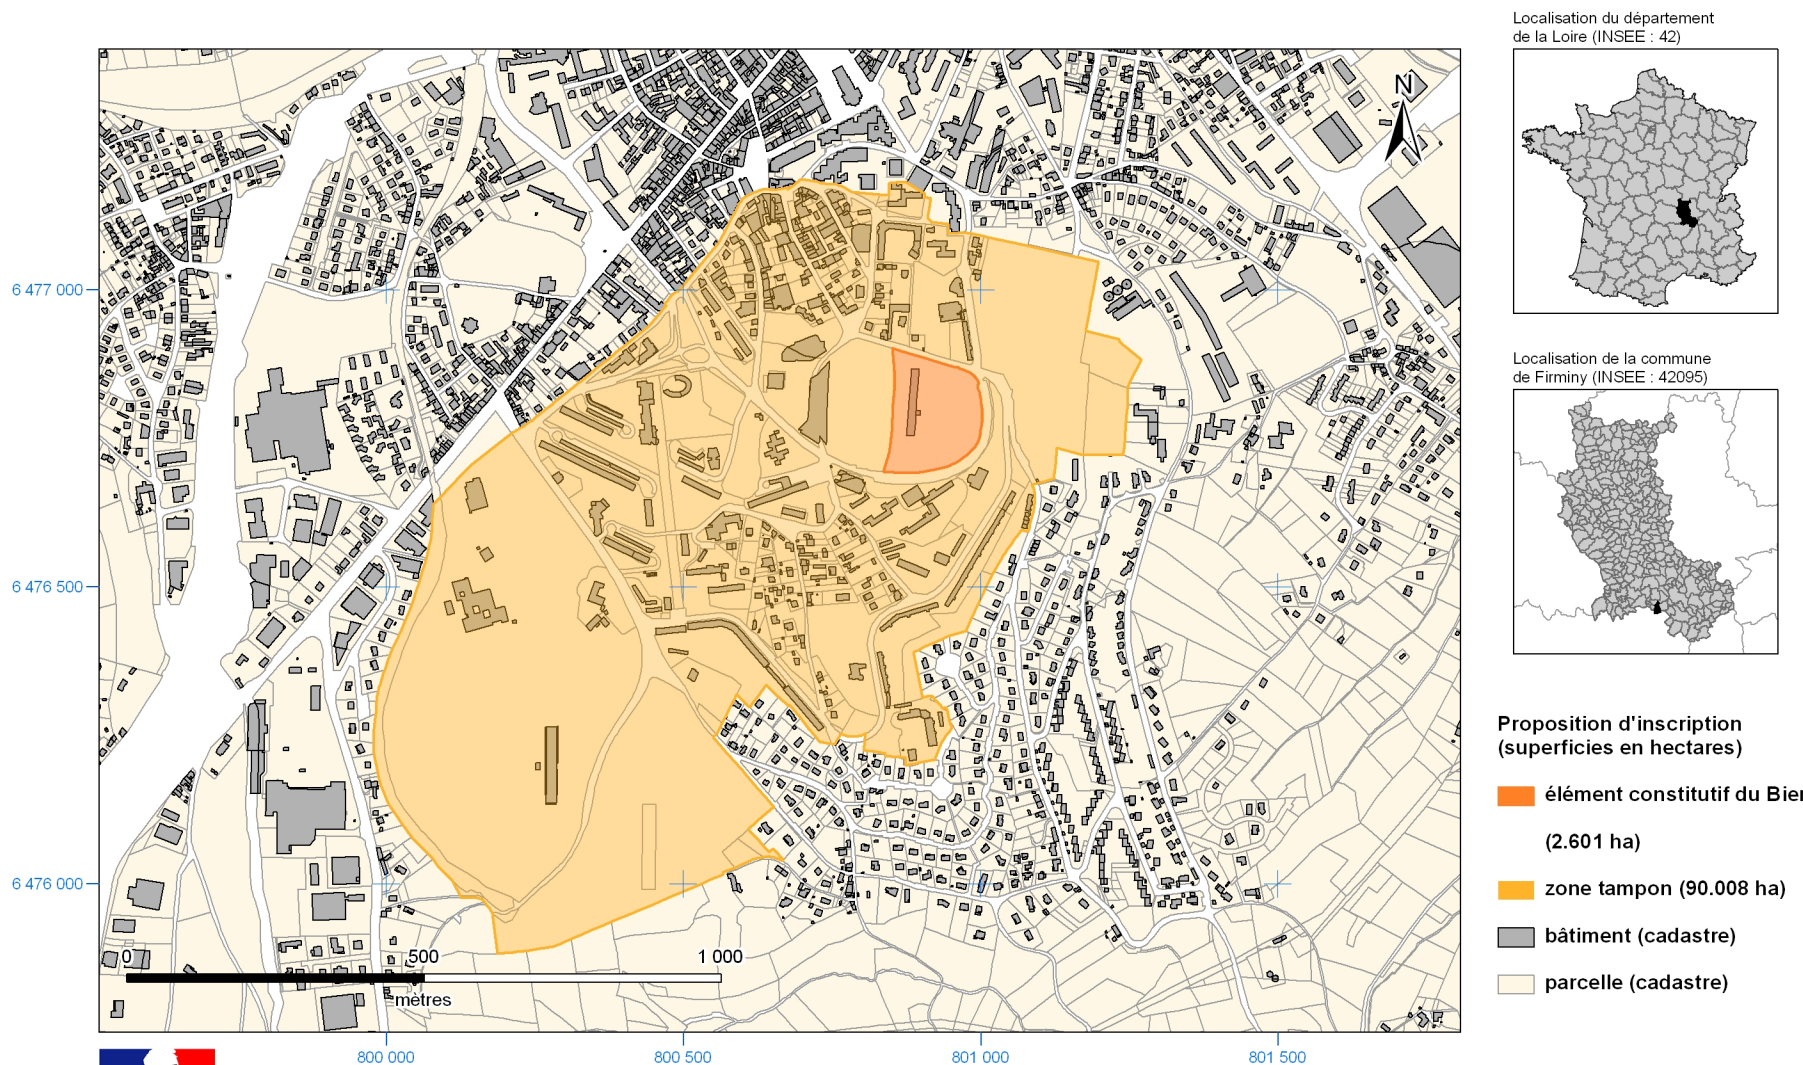 Localisation du département
de la Loire (INSEE : 42)
N
6 477 000
Localisation de la commune
de Firminy (INSEE : 42095)
6 476 500
Proposition d'inscription
(superficies en hectares)
élément constitutif du Bien
(2.601 ha)
zone tampon (90.008 ha)
bâtiment (cadastre)
parcelle (cadastre)
6 476 000
0 500 1 000
mètres
800 000 800 500 801 000 801 500